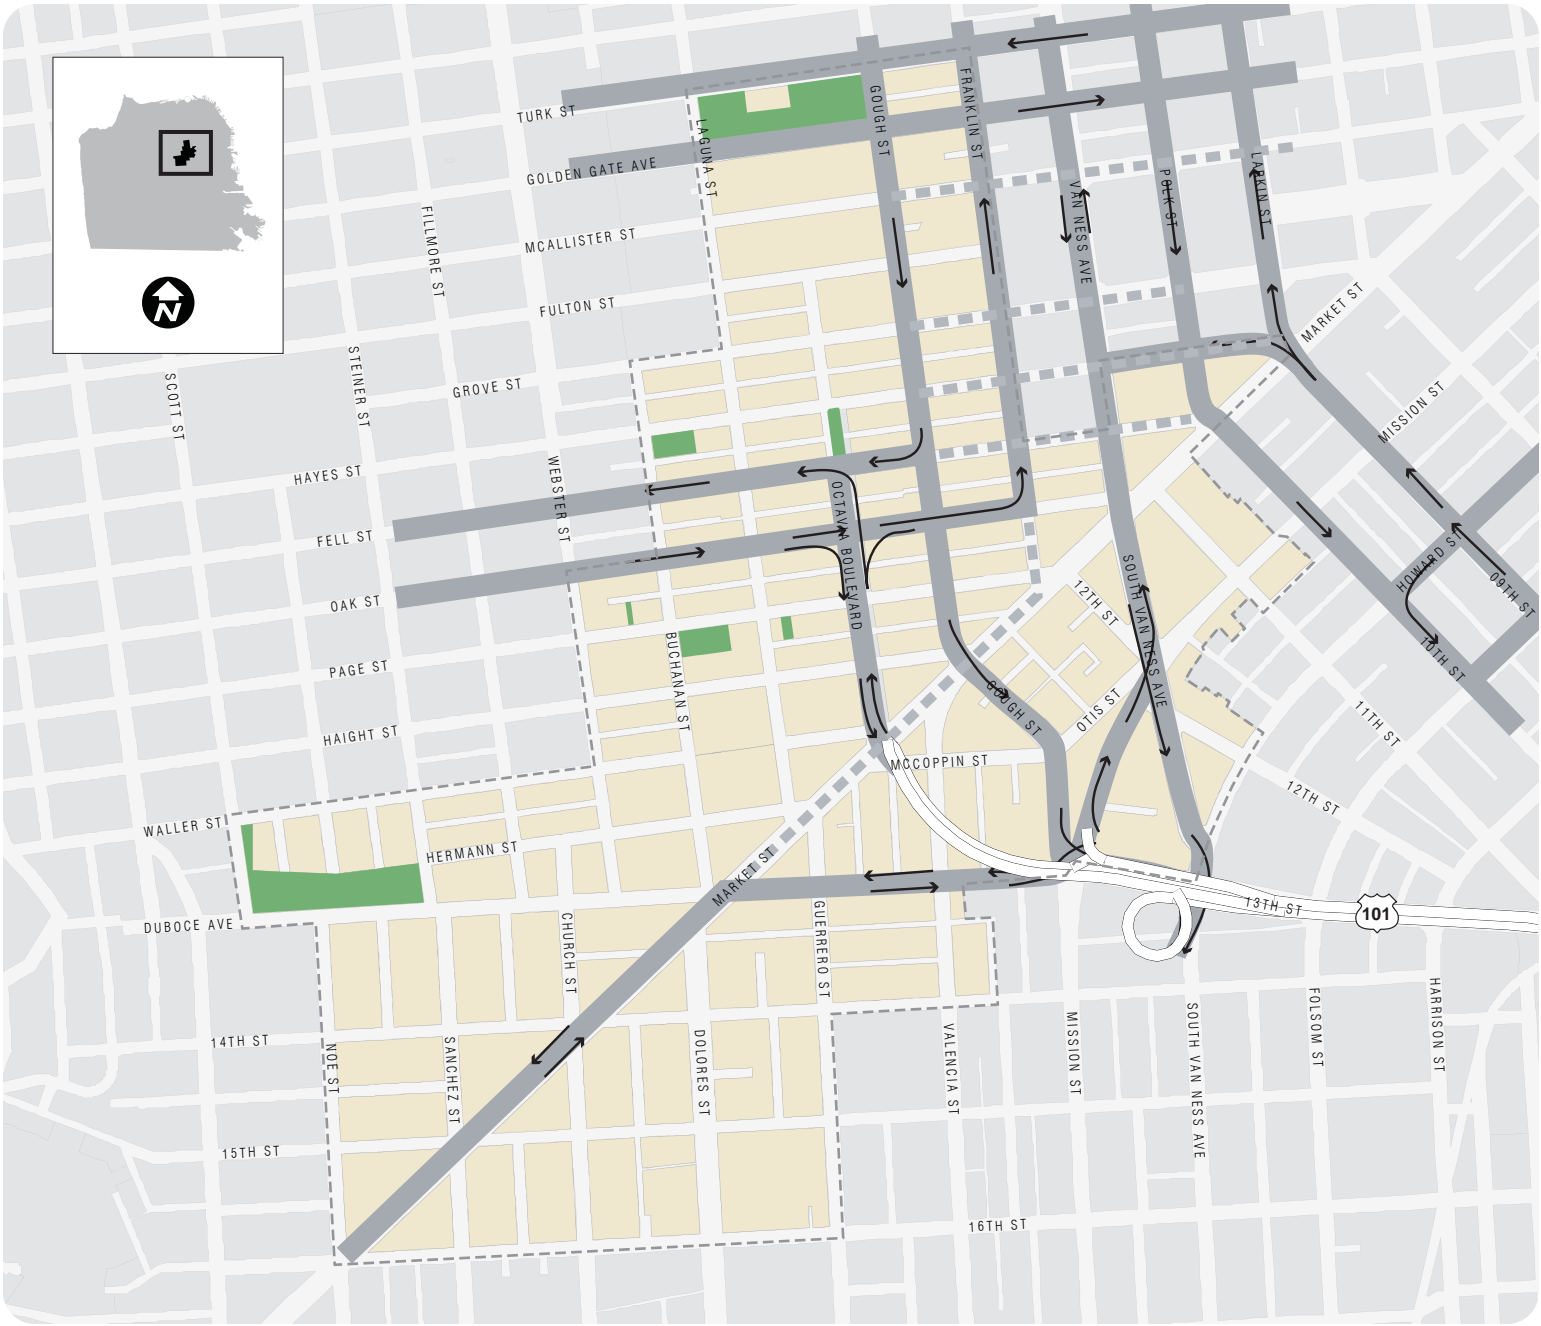 TURK ST
GOLDEN GATE AVE
LAGUNA ST
GOUGH ST
FRANKLIN ST
VAN NESS AVE
POLK ST
LARKIN ST
MCALLISTER ST
FILLMORE ST
FULTON ST
MARKET ST
STEINER ST
SCOTT ST
GROVE ST
MISSION ST
HAYES ST
WEBSTER ST
OCTAVIA BOULEVARD
FELL ST
OAK ST
HOWARD ST
09TH ST
10TH ST
SOUTH VAN NESS AVE
12TH ST
BUCHANAN ST
PAGE ST
HAIGHT ST
GOUGH ST
OTIS ST
11TH ST
MCCOPPIN ST
12TH ST
WALLER ST
HERMANN ST
MARKET ST
DUBOCE AVE
CHURCH ST
GUERRERO ST
13TH ST
101
14TH ST
NOE ST
SANCHEZ ST
DOLORES ST
VALENCIA ST
MISSION ST
SOUTH VAN NESS AVE
FOLSOM ST
HARRISON ST
15TH ST
16TH ST
N